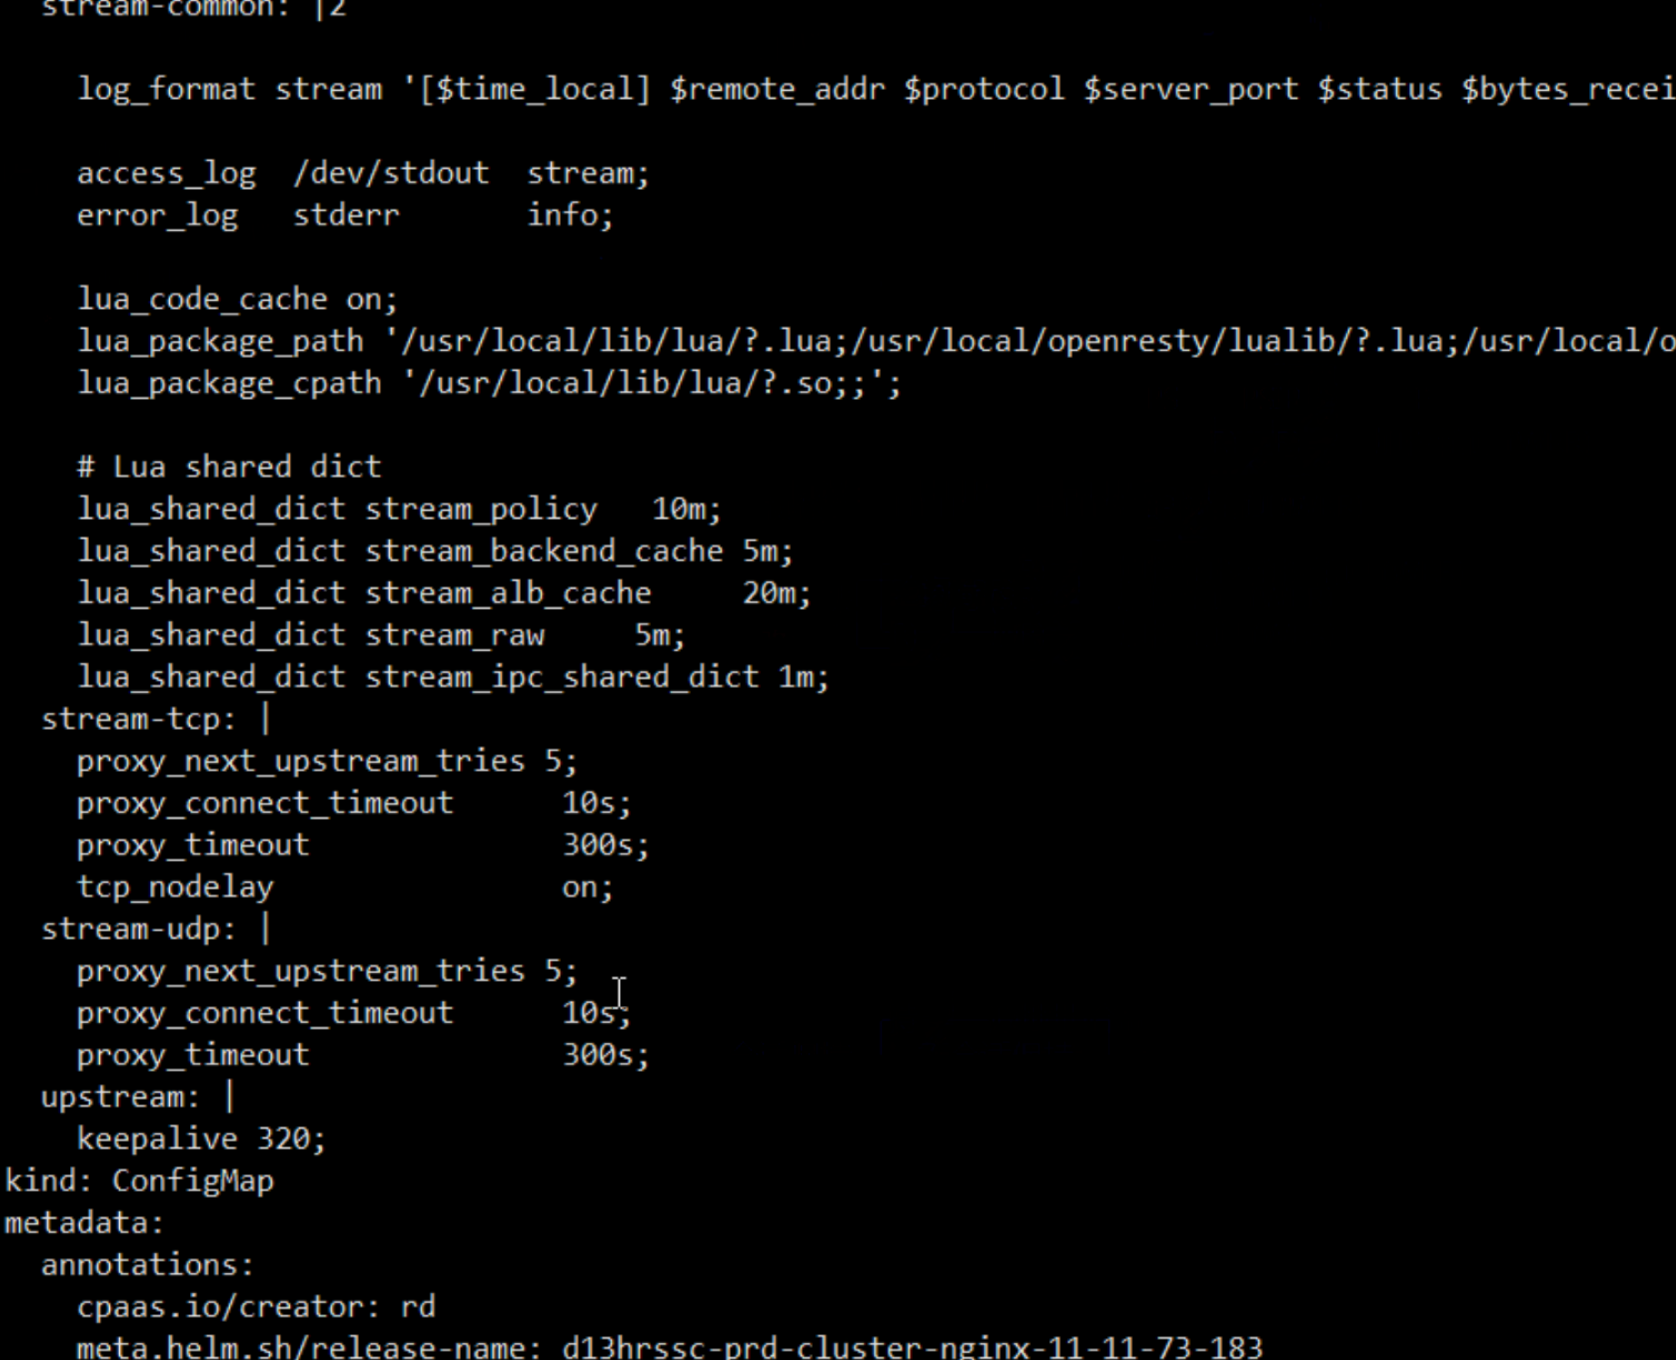 stream-common: |2
log_format stream '[$time_local] $remote_addr $protocol $server_port $status $bytes_recei
access_log  /dev/stdout  stream;
error_log   stderr       info;
lua_code_cache on;
lua_package_path '/usr/local/lib/lua/?.lua;/usr/local/openresty/lualib/?.lua;/usr/local/o
lua_package_cpath '/usr/local/lib/lua/?.so;;';
# Lua shared dict
lua_shared_dict stream_policy   10m;
lua_shared_dict stream_backend_cache 5m;
lua_shared_dict stream_alb_cache     20m;
lua_shared_dict stream_raw     5m;
lua_shared_dict stream_ipc_shared_dict 1m;
stream-tcp: |
proxy_next_upstream_tries 5;
proxy_connect_timeout      10s;
proxy_timeout              300s;
tcp_nodelay                on;
stream-udp: |
proxy_next_upstream_tries 5;
proxy_connect_timeout      10s;
proxy_timeout              300s;
upstream: |
keepalive 320;
kind: ConfigMap
metadata:
annotations:
cpaas.io/creator: rd
meta.helm.sh/release-name: d13hrssc-prd-cluster-nginx-11-11-73-183